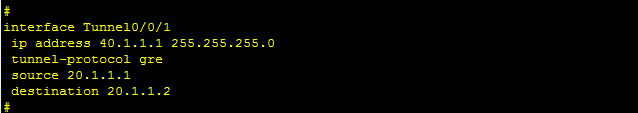 #
interface Tunnel0/0/1
ip address 40.1.1.1 255.255.255.0
tunnel-protocol gre
source 20.1.1.1
destination 20.1.1.2
#